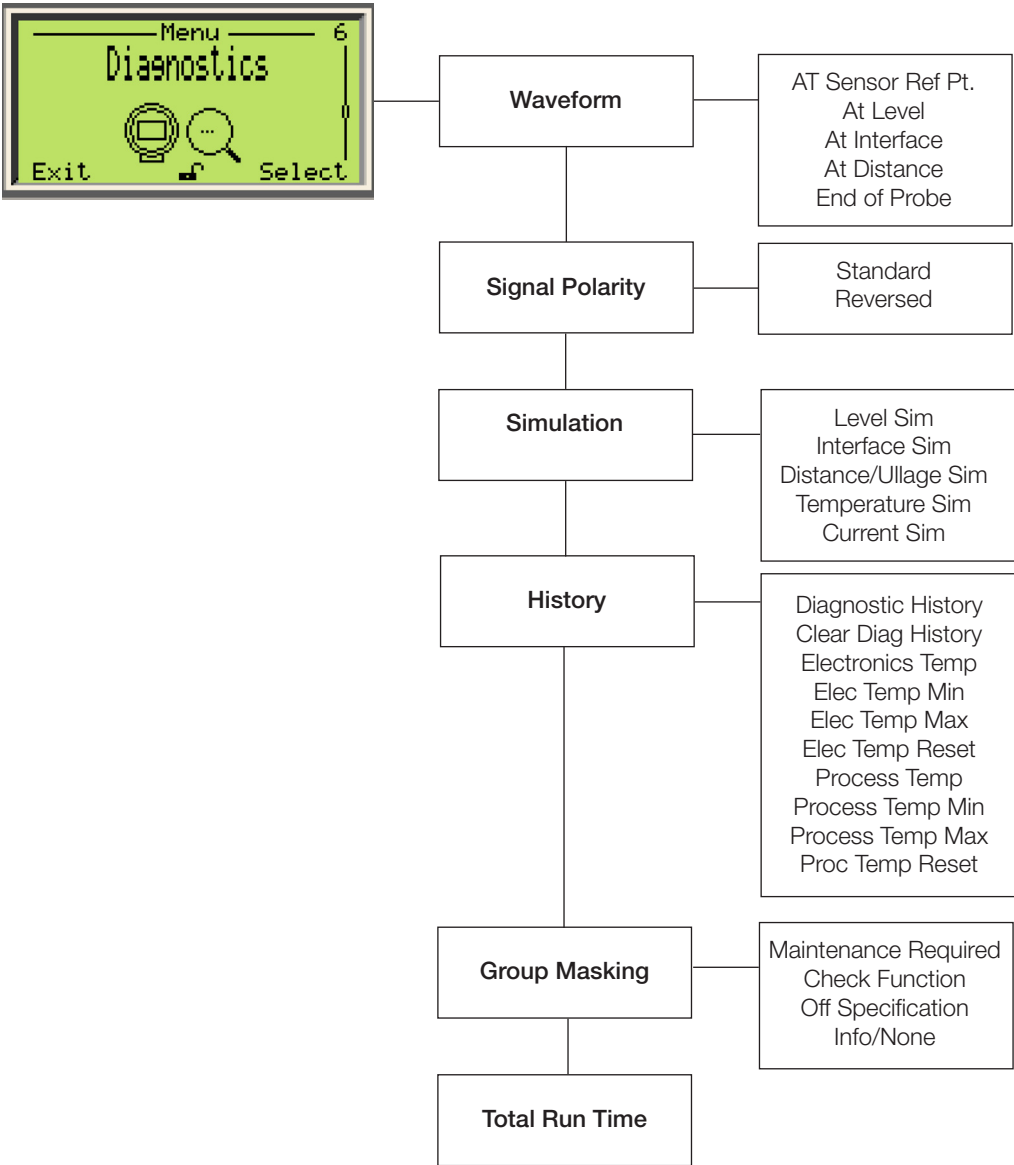 Menu 6
Diagnostics
...
Exit Select
Waveform
AT Sensor Ref Pt.
At Level
At Interface
At Distance
End of Probe
Signal Polarity
Standard
Reversed
Simulation
Level Sim
Interface Sim
Distance/Ullage Sim
Temperature Sim
Current Sim
History
Diagnostic History
Clear Diag History
Electronics Temp
Elec Temp Min
Elec Temp Max
Elec Temp Reset
Process Temp
Process Temp Min
Process Temp Max
Proc Temp Reset
Group Masking
Maintenance Required
Check Function
Off Specification
Info/None
Total Run Time